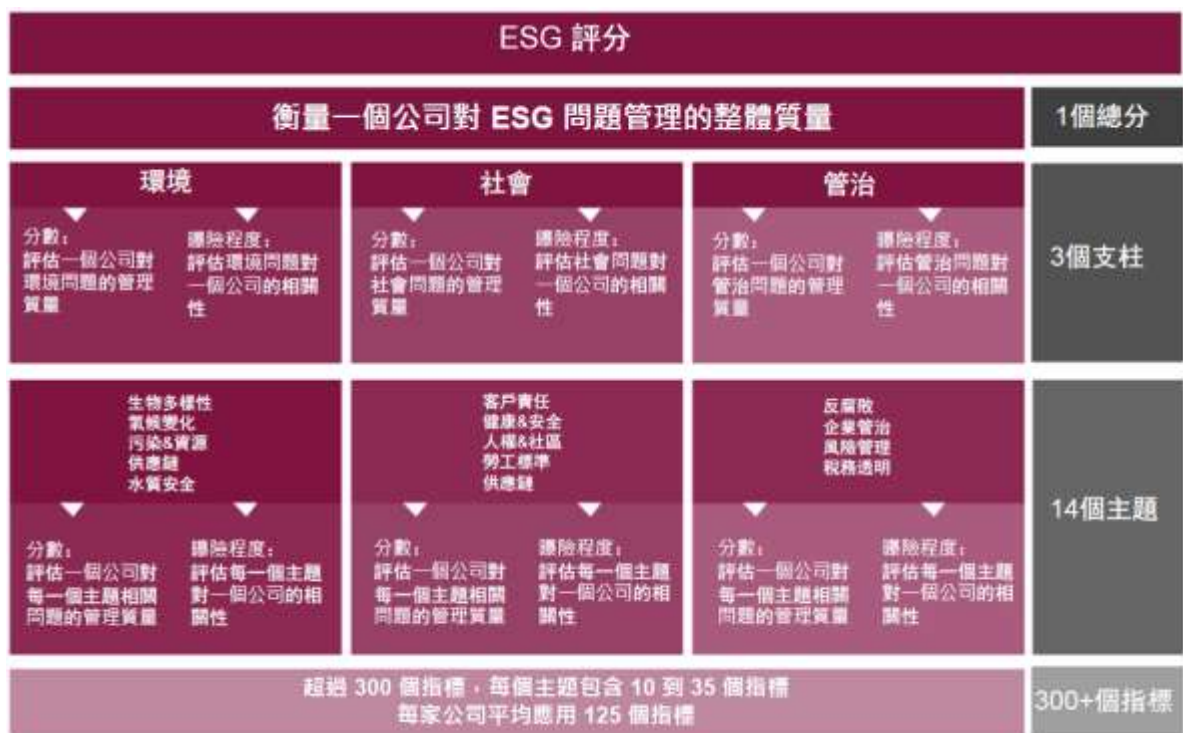 ESG 評分
衡量一個公司對 ESG 問題管理的整體質量
1個總分
環境
分數：
評估一個公司對
環境問題的管理
質量
曝險程度：
評估環境問題對
一個公司的相關
性
社會
分數：
評估一個公司對
社會問題的管理
質量
曝險程度：
評估社會問題對
一個公司的相關
性
管治
分數：
評估一個公司對
管治問題的管理
質量
曝險程度：
評估管治問題對
一個公司的相關
性
3個支柱
生物多樣性
氣候變化
污染&資源
供應鏈
水質安全
分數：
評估一個公司對
每一個主題相關
問題的管理質量
曝險程度：
評估每一個主題
對一個公司的相
關性
客戶責任
健康&安全
人權&社區
勞工標準
供應鏈
分數：
評估一個公司對
每一個主題相關
問題的管理質量
曝險程度：
評估每一個主題
對一個公司的相
關性
反腐敗
企業管治
風險管理
稅務透明
分數：
評估一個公司對
每一個主題相關
問題的管理質量
曝險程度：
評估每一個主題
對一個公司的相
關性
14個主題
超過 300 個指標，每個主題包含 10 到 35 個指標
每家公司平均應用 125 個指標
300+個指標